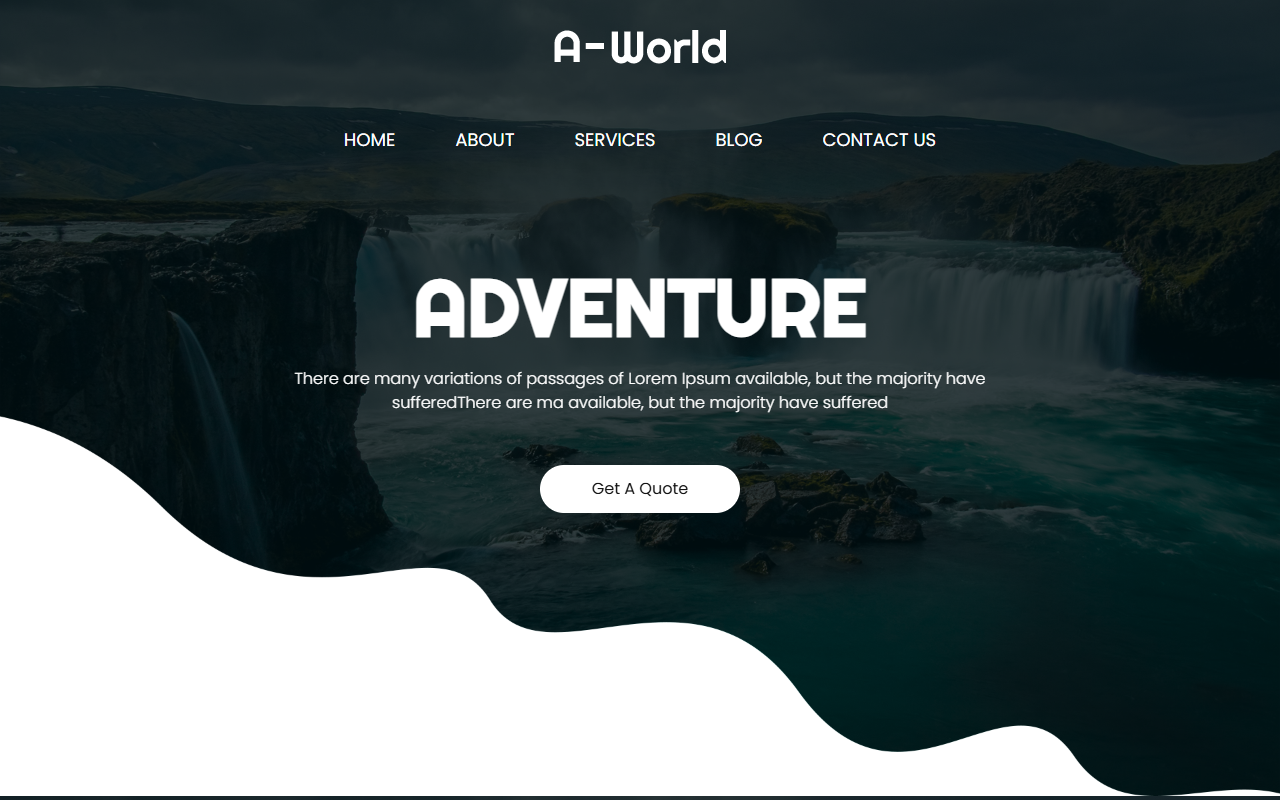 A-World
HOME ABOUT SERVICES BLOG CONTACT US
ADVENTURE
There are many variations of passages of Lorem Ipsum available, but the majority have
sufferedThere are ma available, but the majority have suffered
Get A Quote